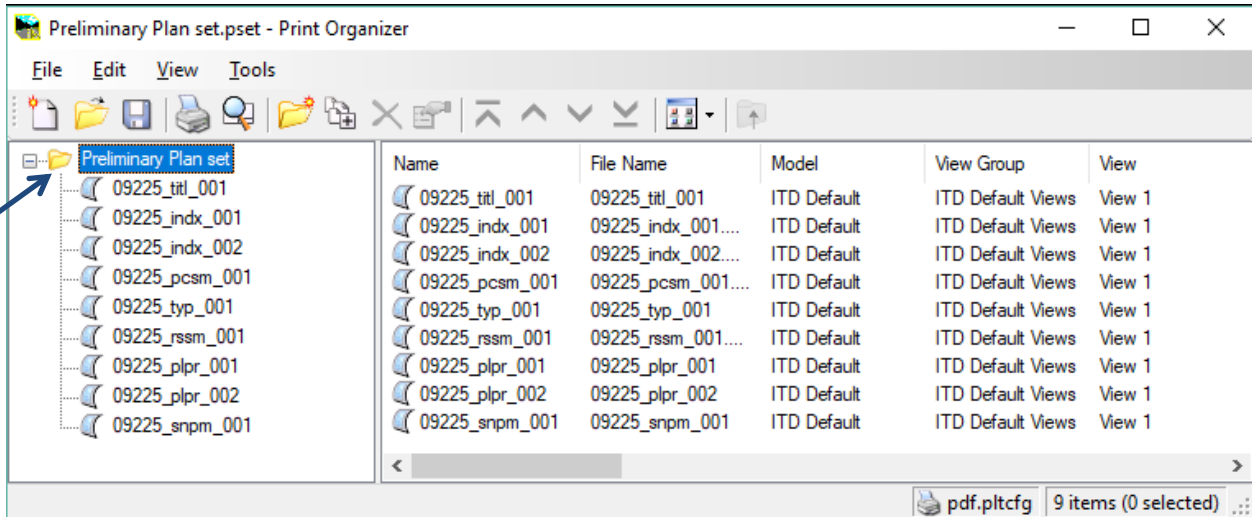 Preliminary Plan set.pset - Print Organizer
File Edit View Tools
Preliminary Plan set
09225_titl_001
09225_indx_001
09225_indx_002
09225_pcsm_001
09225_typ_001
09225_rssm_001
09225_plpr_001
09225_plpr_002
09225_snpm_001
Name File Name Model View Group View
09225_titl_001 09225_titl_001 ITD Default ITD Default Views View 1
09225_indx_001 09225_indx_001.... ITD Default ITD Default Views View 1
09225_indx_002 09225_indx_002.... ITD Default ITD Default Views View 1
09225_pcsm_001 09225_pcsm_001.... ITD Default ITD Default Views View 1
09225_typ_001 09225_typ_001 ITD Default ITD Default Views View 1
09225_rssm_001 09225_rssm_001.... ITD Default ITD Default Views View 1
09225_plpr_001 09225_plpr_001 ITD Default ITD Default Views View 1
09225_plpr_002 09225_plpr_002 ITD Default ITD Default Views View 1
09225_snpm_001 09225_snpm_001 ITD Default ITD Default Views View 1
pdf.pltcfg 9 items (0 selected)